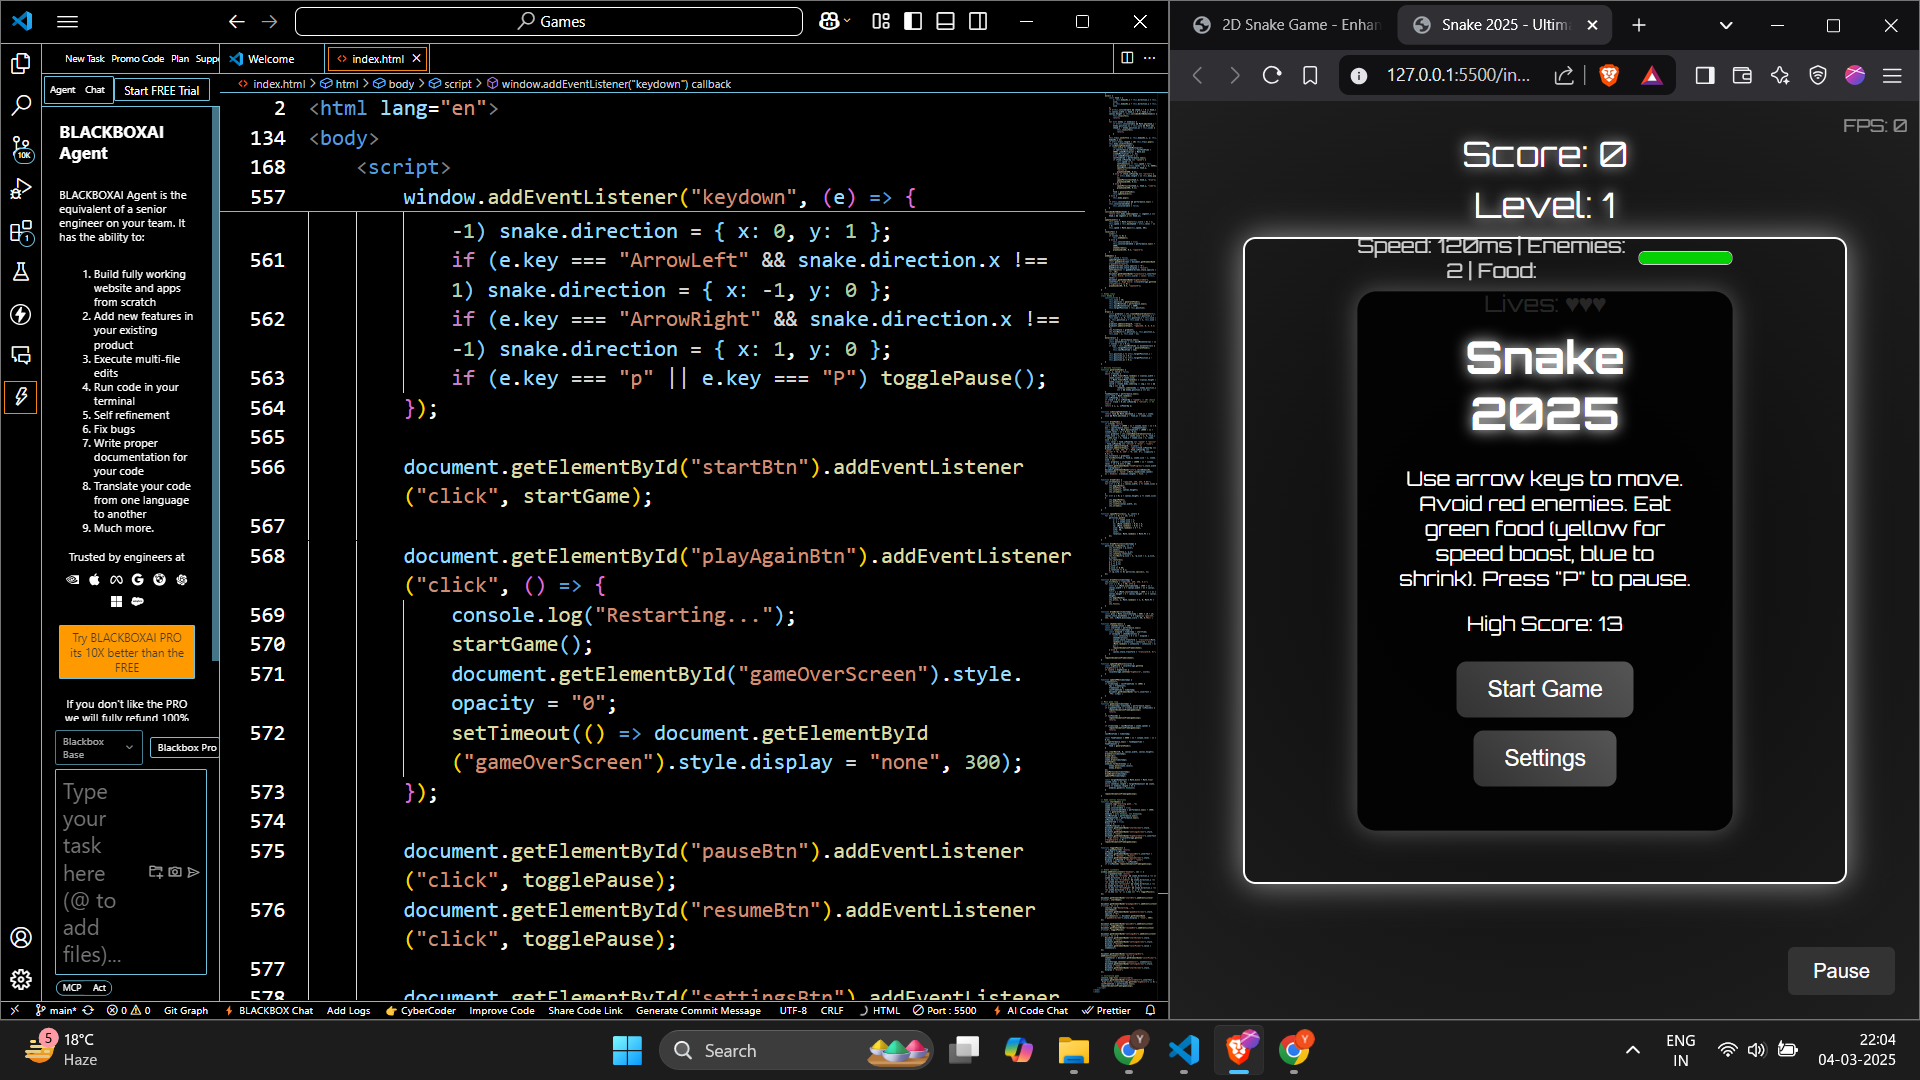 Games
New Task Promo Code Plan Suppo
Agent Chat
Start FREE Trial
BLACKBOXAI
Agent
BLACKBOXAI Agent is the
equivalent of a senior
engineer on your team. It
has the ability to:
1. Build fully working
website and apps
from scratch
2. Add new features in
your existing
product
3. Execute multi-file
edits
4. Run code in your
terminal
5. Self refinement
6. Fix bugs
7. Write proper
documentation for
your code
8. Translate your code
from one language
to another
9. Much more.
Trusted by engineers at
Try BLACKBOXAI PRO
its 10X better than the
FREE
If you don't like the PRO
we will fully refund 100%
Blackbox
Base
Blackbox Pro
Type
your
task
here
(@ to
add
files)...
MCP Act
10K
1
Welcome
index.html
index.html > html > body > script > window.addEventListener("keydown") callback
2 <html lang="en">
134 <body>
168 <script>
557 window.addEventListener("keydown", (e) => {
-1) snake.direction = { x: 0, y: 1 };
561 if (e.key === "ArrowLeft" && snake.direction.x !==
1) snake.direction = { x: -1, y: 0 };
562 if (e.key === "ArrowRight" && snake.direction.x !==
-1) snake.direction = { x: 1, y: 0 };
563 if (e.key === "p" || e.key === "P") togglePause();
564 });
565
566 document.getElementById("startBtn").addEventListener
("click", startGame);
567
568 document.getElementById("playAgainBtn").addEventListener
("click", () => {
569 console.log("Restarting...");
570 startGame();
571 document.getElementById("gameOverScreen").style.
opacity = "0";
572 setTimeout(() => document.getElementById
("gameOverScreen").style.display = "none", 300);
573 });
574
575 document.getElementById("pauseBtn").addEventListener
("click", togglePause);
576 document.getElementById("resumeBtn").addEventListener
("click", togglePause);
577
578 document.getElementById("settingsBtn").addEventListener
main* 0 0 Git Graph BLACKBOX Chat Add Logs CyberCoder Improve Code Share Code Link Generate Commit Message UTF-8 CRLF HTML Port : 5500 AI Code Chat Prettier
2D Snake Game - Enhan
Snake 2025 - Ultima
127.0.0.1:5500/in...
FPS: 0
Score: 0
Level: 1
Speed: 120ms | Enemies:
2 | Food:
Lives: ♥♥♥
Snake
2025
Use arrow keys to move.
Avoid red enemies. Eat
green food (yellow for
speed boost, blue to
shrink). Press "P" to pause.
High Score: 13
Start Game
Settings
Pause
5
18°C
Haze
Search
Y
Y
ENG
IN
22:04
04-03-2025